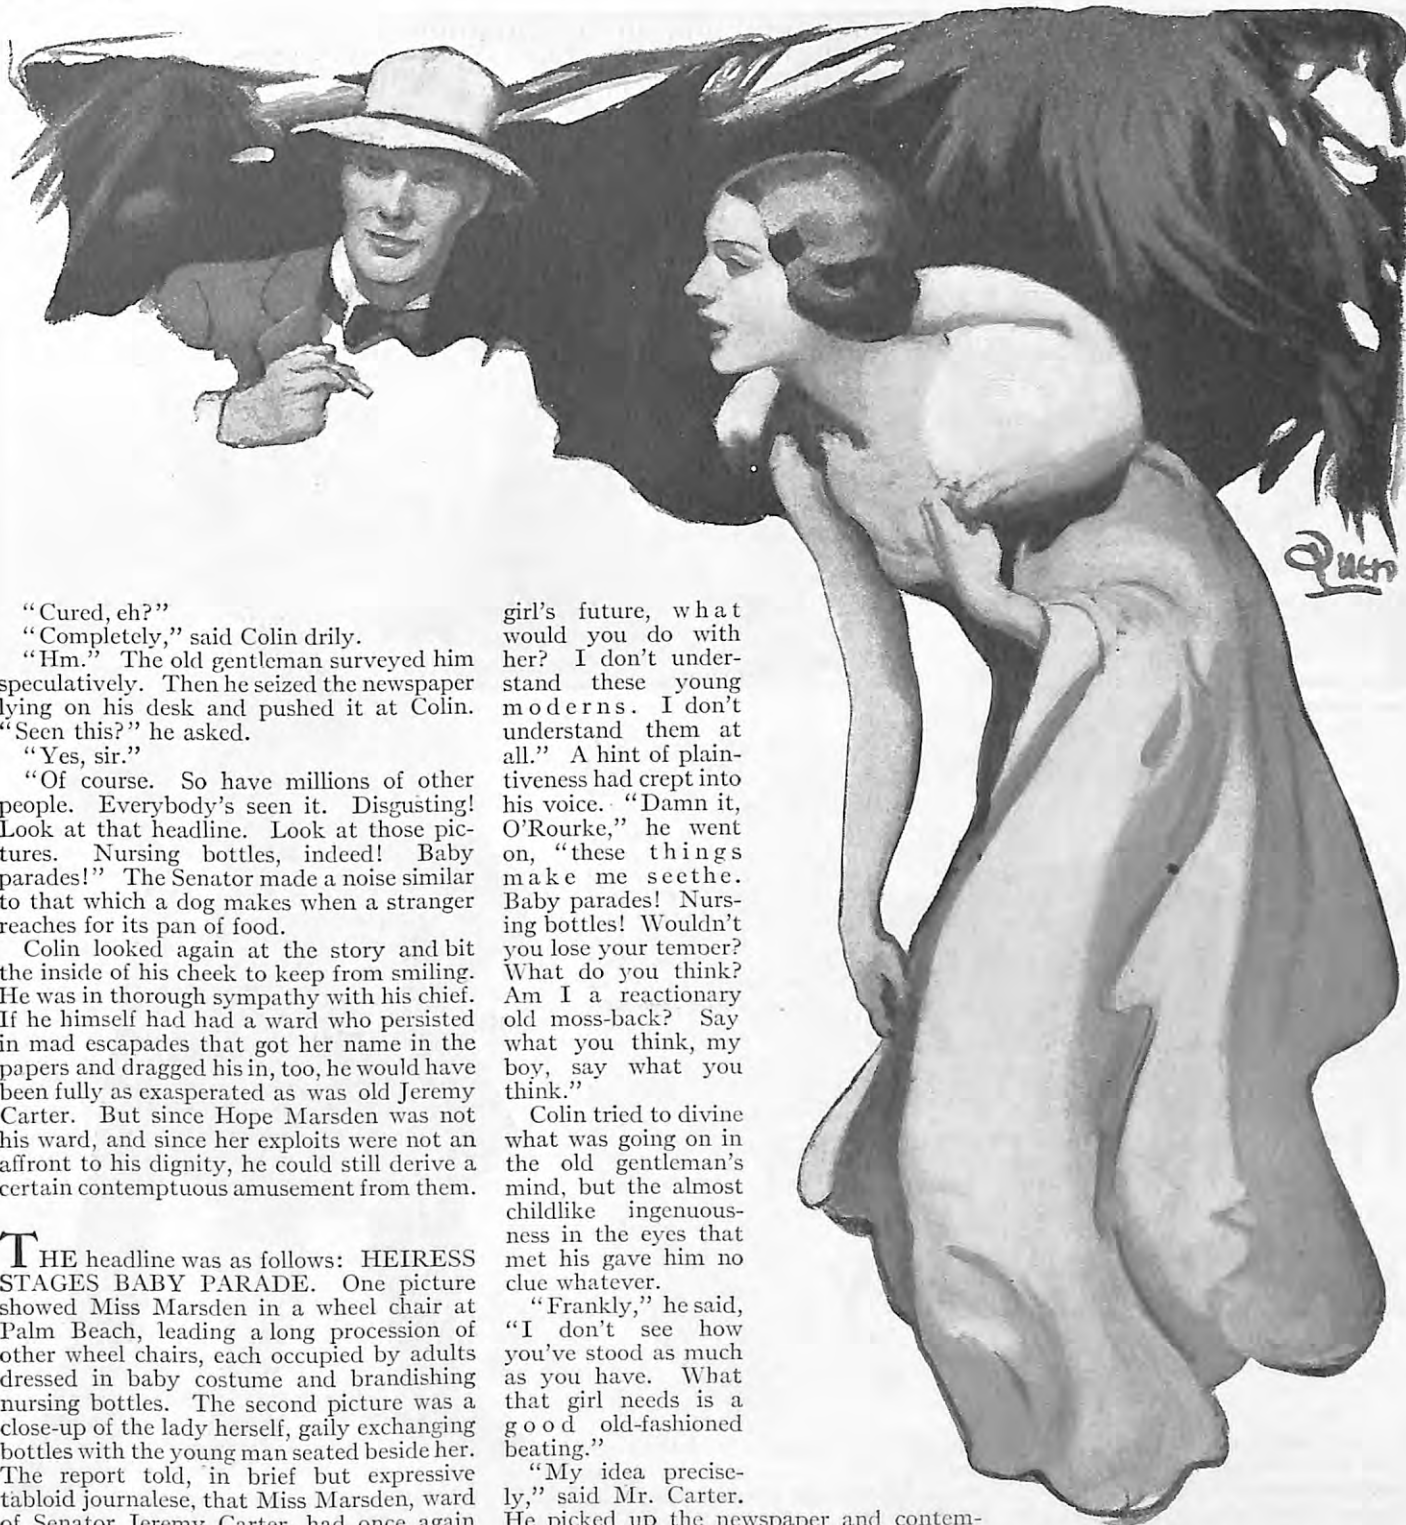 Quen
"Cured, eh?"
"Completely," said Colin drily.
"Hm." The old gentleman surveyed him
speculatively. Then he seized the newspaper
lying on his desk and pushed it at Colin.
"Seen this?" he asked.
"Yes, sir."
"Of course. So have millions of other
people. Everybody's seen it. Disgusting!
Look at that headline. Look at those pic-
tures. Nursing bottles, indeed! Baby
parades!" The Senator made a noise similar
to that which a dog makes when a stranger
reaches for its pan of food.
Colin looked again at the story and bit
the inside of his cheek to keep from smiling.
He was in thorough sympathy with his chief.
If he himself had had a ward who persisted
in mad escapades that got her name in the
papers and dragged his in, too, he would have
been fully as exasperated as was old Jeremy
Carter. But since Hope Marsden was not
his ward, and since her exploits were not an
affront to his dignity, he could still derive a
certain contemptuous amusement from them.
THE headline was as follows: HEIRESS
STAGES BABY PARADE. One picture
showed Miss Marsden in a wheel chair at
Palm Beach, leading a long procession of
other wheel chairs, each occupied by adults
dressed in baby costume and brandishing
nursing bottles. The second picture was a
close-up of the lady herself, gaily exchanging
bottles with the young man seated beside her.
The report told, in brief but expressive
tabloid journalese, that Miss Marsden, ward
of Senator Jeremy Carter, had once again
girl's future, what
would you do with
her? I don't under-
stand these young
moderns. I don't
understand them at
all." A hint of plain-
tiveness had crept into
his voice. "Damn it,
O'Rourke," he went
on, "these things
make me seethe.
Baby parades! Nurs-
ing bottles! Wouldn't
you lose your temper?
What do you think?
Am I a reactionary
old moss-back? Say
what you think, my
boy, say what you
think."
Colin tried to divine
what was going on in
the old gentleman's
mind, but the almost
childlike ingenuous-
ness in the eyes that
met his gave him no
clue whatever.
"Frankly," he said,
"I don't see how
you've stood as much
as you have. What
that girl needs is a
good old-fashioned
beating."
"My idea precise-
ly," said Mr. Carter.
He picked up the newspaper and contem-